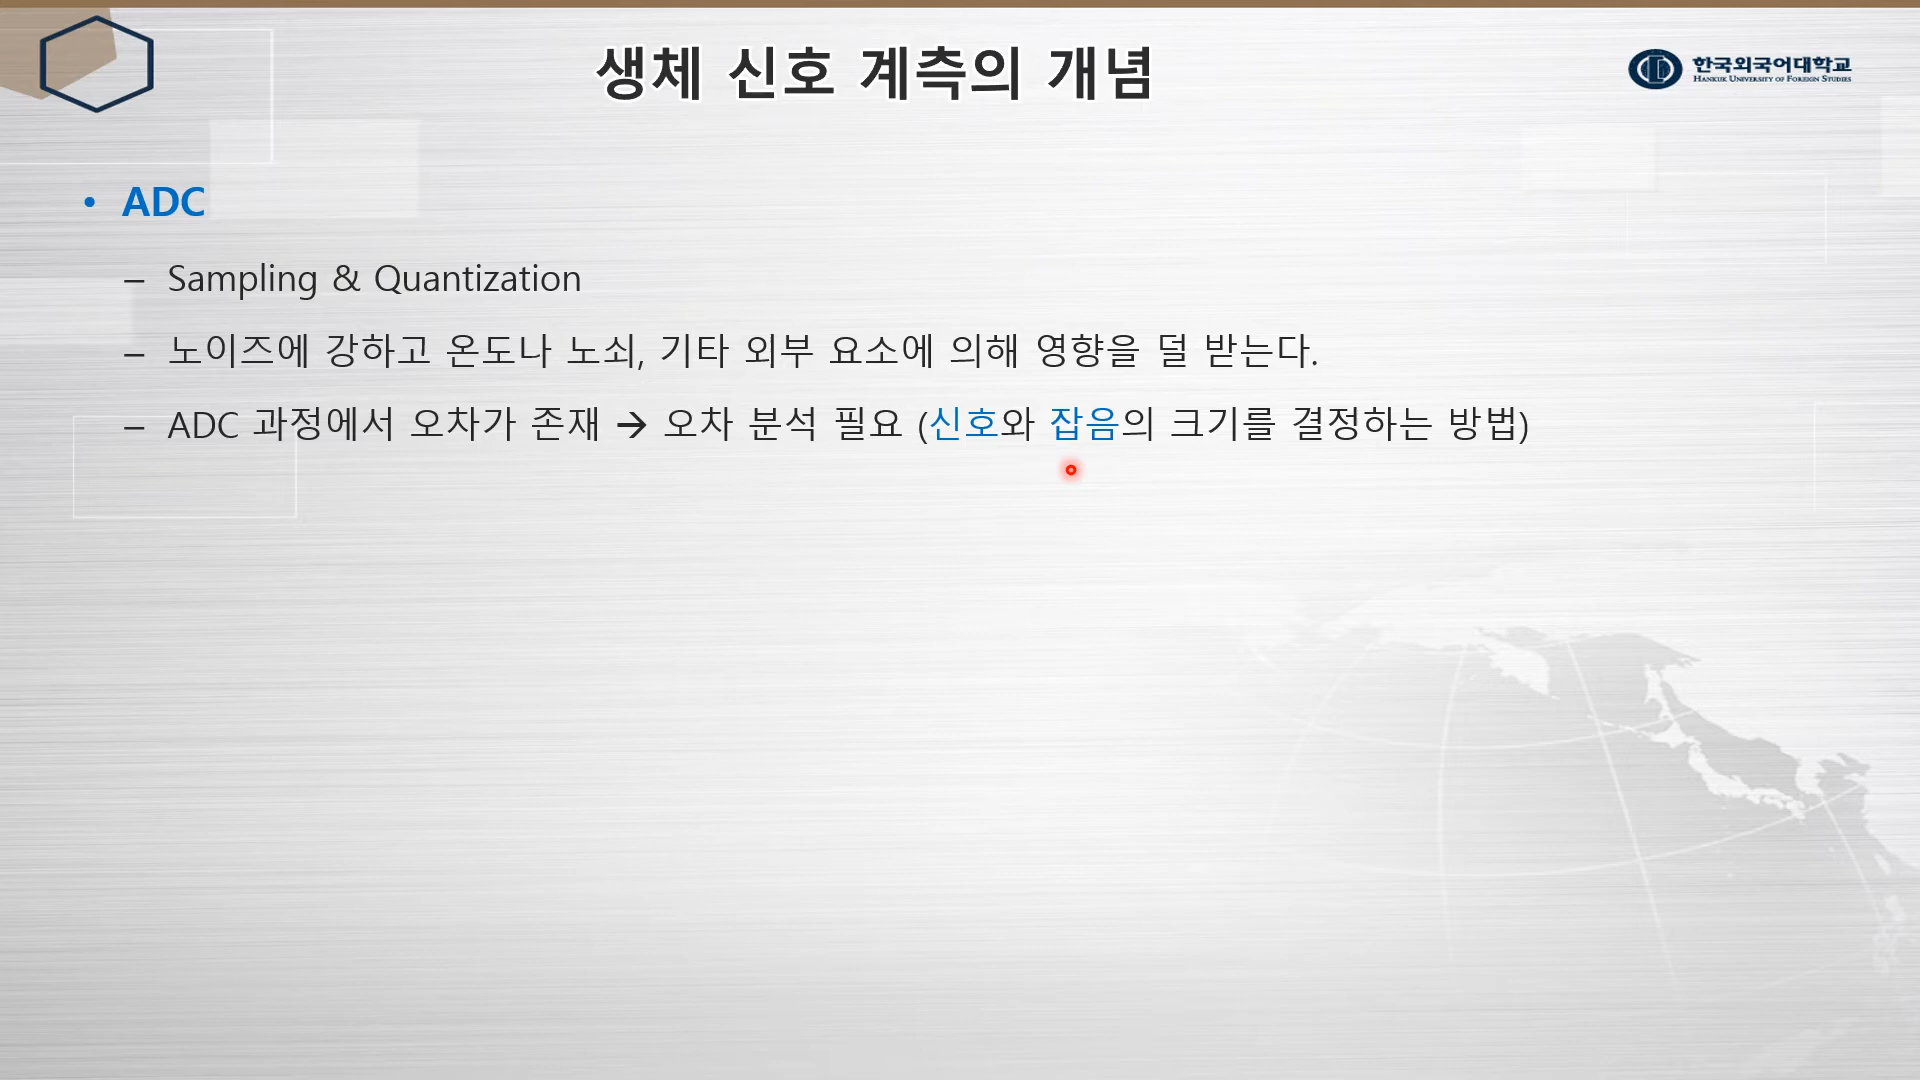 생체 신호 계측의 개념
한국외국어대학교
HANKUK UNIVERSITY OF FOREIGN STUDIES
• ADC
– Sampling & Quantization
– 노이즈에 강하고 온도나 노쇠, 기타 외부 요소에 의해 영향을 덜 받는다.
– ADC 과정에서 오차가 존재 → 오차 분석 필요 (신호와 잡음의 크기를 결정하는 방법)